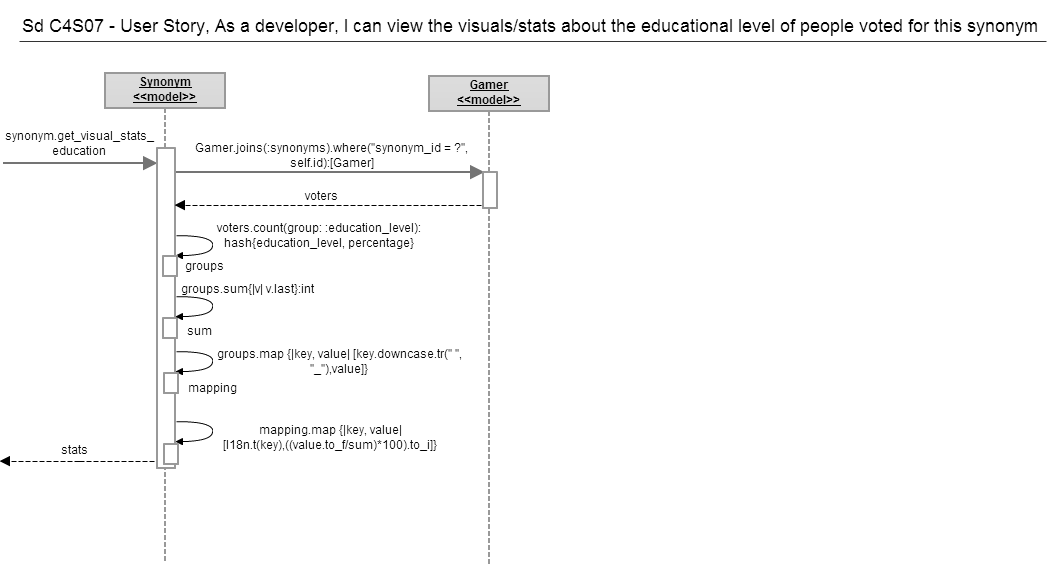 Sd C4S07 - User Story, As a developer, I can view the visuals/stats about the educational level of people voted for this synonym
Synonym
<<model>>
Gamer
<<model>>
synonym.get_visual_stats_
education
Gamer.joins(:synonyms).where("synonym_id = ?",
self.id):[Gamer]
voters
voters.count(group: :education_level):
hash{education_level, percentage}
groups
groups.sum{|v| v.last}:int
sum
groups.map {|key, value| [key.downcase.tr(" ",
"_"),value]}
mapping
mapping.map {|key, value|
[I18n.t(key),((value.to_f/sum)*100).to_i]}
stats